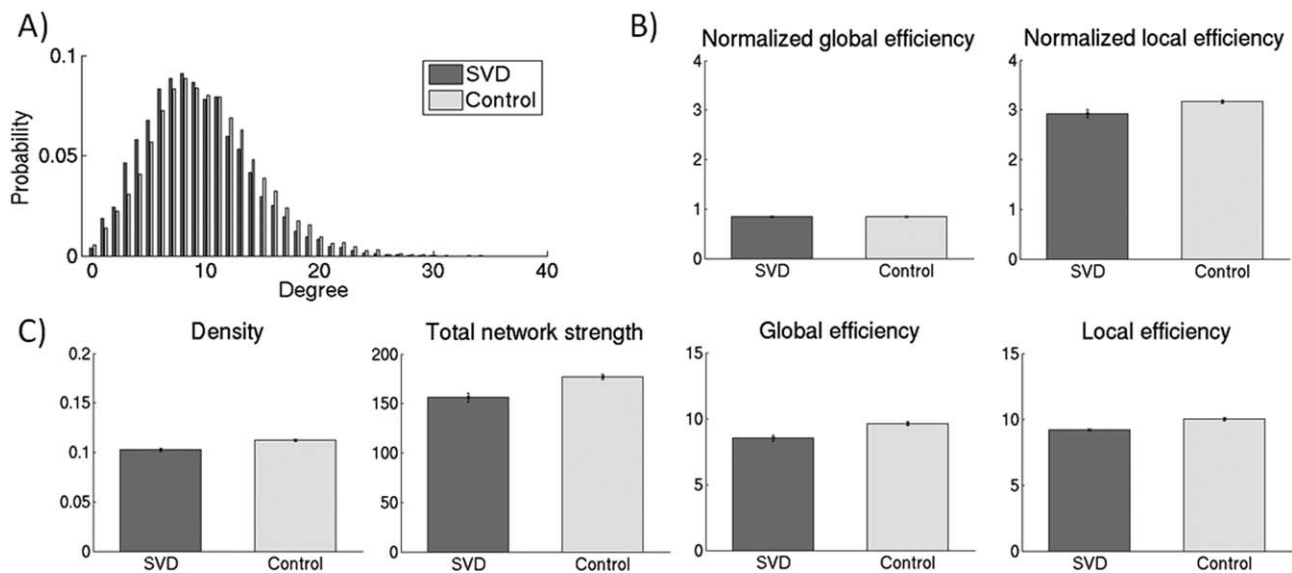 A)
0.1
0.05
0
Probability
0 10 20 30 40
Degree
SVD
Control
B)
Normalized global efficiency
4
3
2
1
0
SVD Control
Normalized local efficiency
4
3
2
1
0
SVD Control
C)
Density
0.2
0.15
0.1
0.05
0
SVD Control
Total network strength
200
150
100
50
0
SVD Control
Global efficiency
15
10
5
0
SVD Control
Local efficiency
15
10
5
0
SVD Control